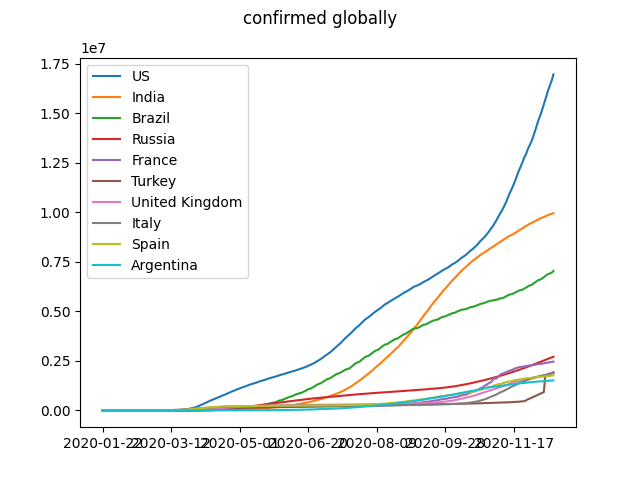 confirmed globally
1e7
1.75
1.50
1.25
1.00
0.75
0.50
0.25
0.00
US
India
Brazil
Russia
France
Turkey
United Kingdom
Italy
Spain
Argentina
2020-01-22 2020-03-12 2020-05-01 2020-06-20 2020-08-09 2020-09-28 2020-11-17